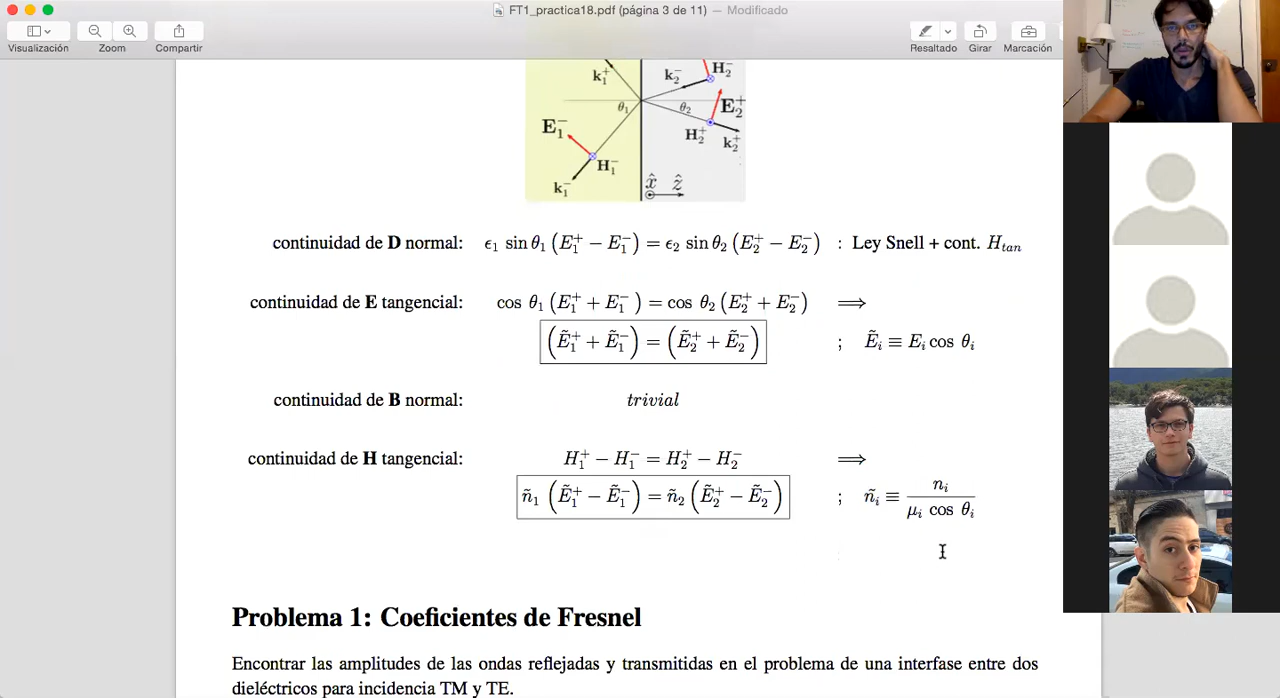 FT1_practica18.pdf (página 3 de 11) — Modificado
Visualización Zoom Compartir Resaltado Girar Marcación
k₁⁺ k₂⁻ H₂⁻
θ₁ θ₂ E₂⁺
E₁⁻ H₂⁺ k₂⁺
H₁⁻
k₁⁻ x̂ ẑ
continuidad de D normal: ϵ₁ sin θ₁ (E₁⁺ − E₁⁻) = ϵ₂ sin θ₂ (E₂⁺ − E₂⁻) : Ley Snell + cont. H_tan
continuidad de E tangencial: cos θ₁ (E₁⁺ + E₁⁻) = cos θ₂ (E₂⁺ + E₂⁻) ⟹
(Ẽ₁⁺ + Ẽ₁⁻) = (Ẽ₂⁺ + Ẽ₂⁻) ; Ẽᵢ ≡ Eᵢ cos θᵢ
continuidad de B normal: trivial
continuidad de H tangencial: H₁⁺ − H₁⁻ = H₂⁺ − H₂⁻ ⟹
ñ₁ (Ẽ₁⁺ − Ẽ₁⁻) = ñ₂ (Ẽ₂⁺ − Ẽ₂⁻) ; ñᵢ ≡ nᵢ / μᵢ cos θᵢ
Problema 1: Coeficientes de Fresnel
Encontrar las amplitudes de las ondas reflejadas y transmitidas en el problema de una interfase entre dos
dieléctricos para incidencia TM y TE.